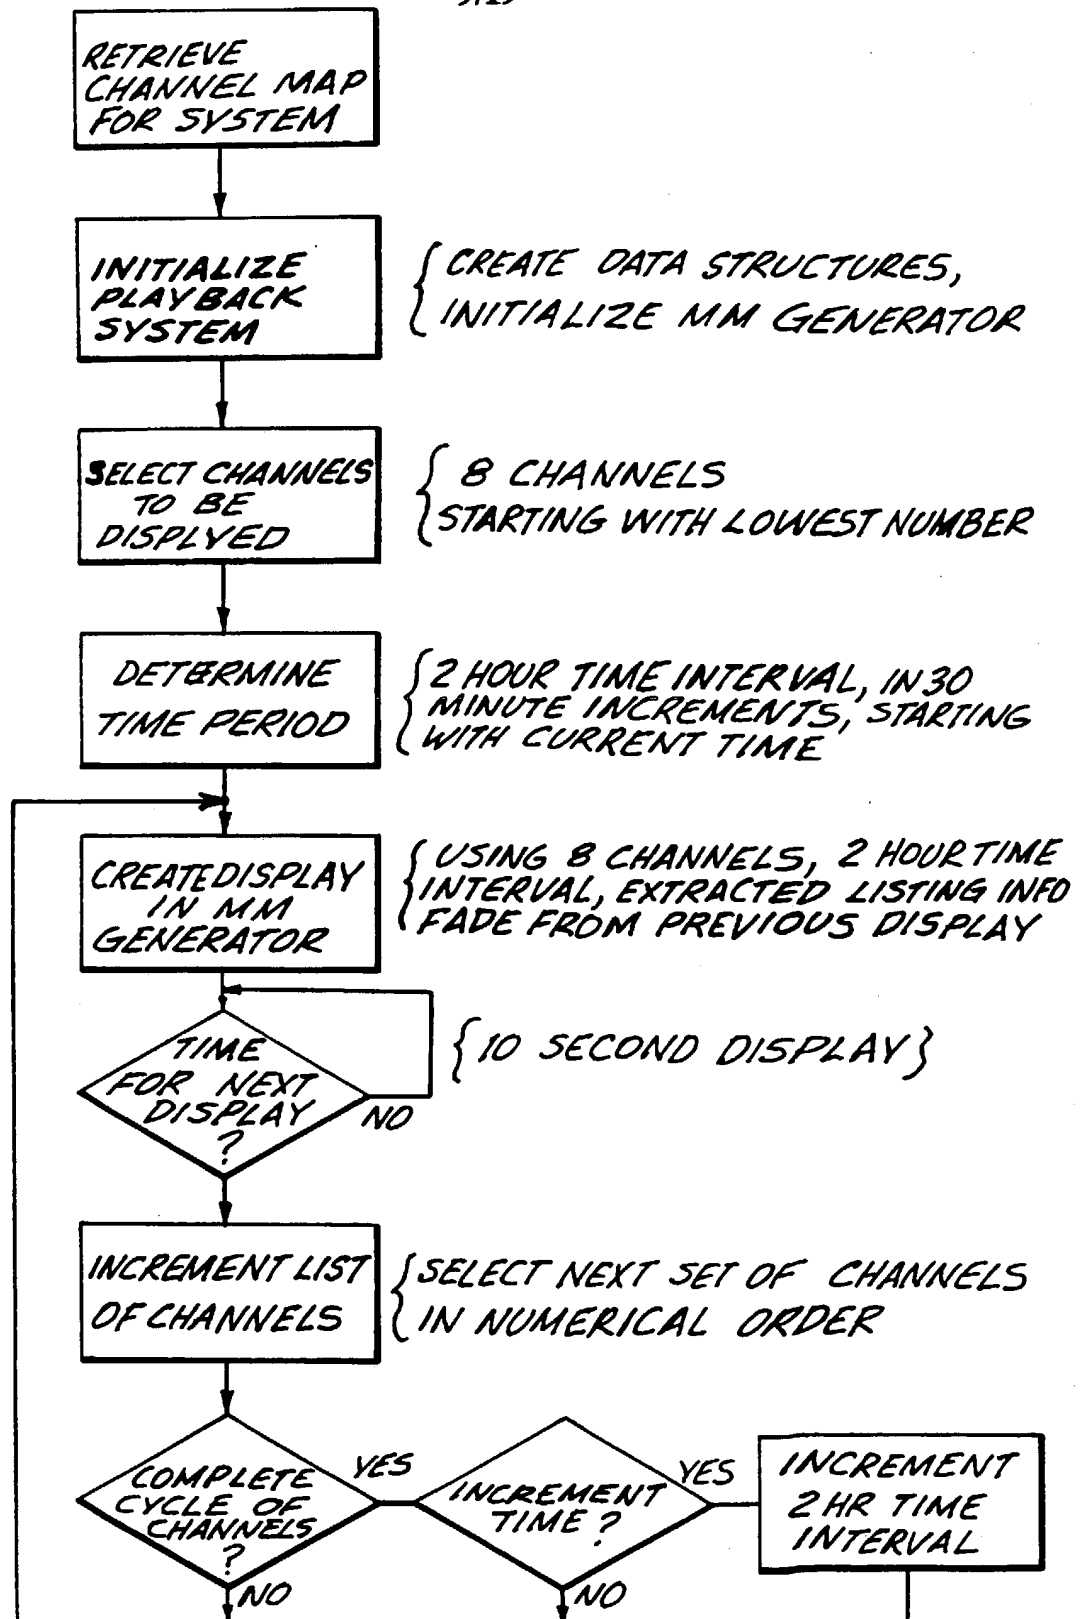 RETRIEVE
CHANNEL MAP
FOR SYSTEM
INITIALIZE
PLAYBACK
SYSTEM
CREATE DATA STRUCTURES,
INITIALIZE MM GENERATOR
SELECT CHANNELS
TO BE
DISPLYED
8 CHANNELS
STARTING WITH LOWEST NUMBER
DETERMINE
TIME PERIOD
2 HOUR TIME INTERVAL, IN 30
MINUTE INCREMENTS, STARTING
WITH CURRENT TIME
CREATE DISPLAY
IN MM
GENERATOR
USING 8 CHANNELS, 2 HOUR TIME
INTERVAL, EXTRACTED LISTING INFO
FADE FROM PREVIOUS DISPLAY
TIME
FOR NEXT
DISPLAY
?
NO
{10 SECOND DISPLAY}
INCREMENT LIST
OF CHANNELS
SELECT NEXT SET OF CHANNELS
IN NUMERICAL ORDER
COMPLETE
CYCLE OF
CHANNELS
?
YES
NO
INCREMENT
TIME?
YES
NO
INCREMENT
2 HR TIME
INTERVAL